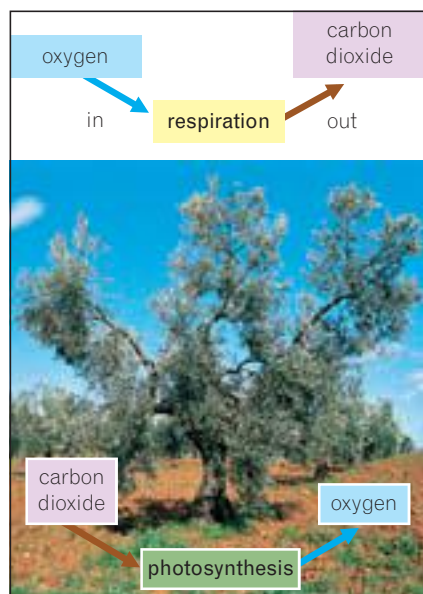 oxygen
carbon
dioxide
in
respiration
out
carbon
dioxide
oxygen
photosynthesis